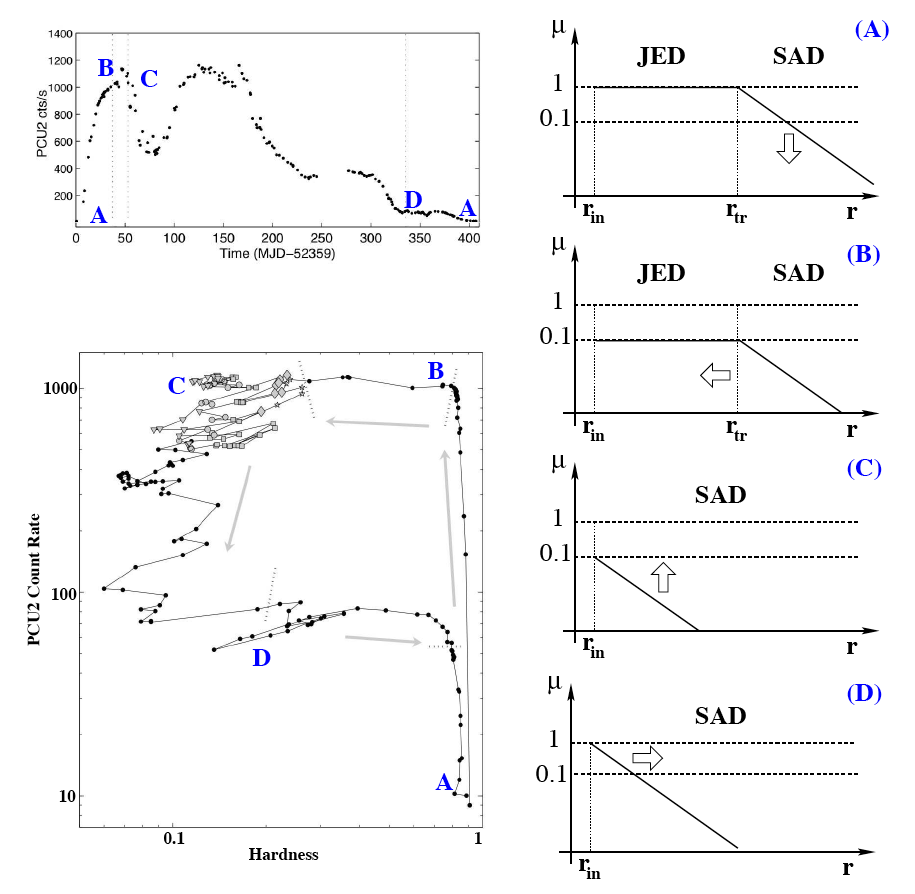 1400
1200
1000
800
600
400
200
PCU2 cts/s
B
C
A
D
A
0 50 100 150 200 250 300 350 400
Time (MJD−52359)
1000
100
10
PCU2 Count Rate
C
B
D
A
0.1 1
Hardness
μ (A)
JED SAD
1
0.1
r_in r_tr r
μ (B)
JED SAD
1
0.1
r_in r_tr r
μ (C)
SAD
1
0.1
r_in r
μ (D)
SAD
1
0.1
r_in r